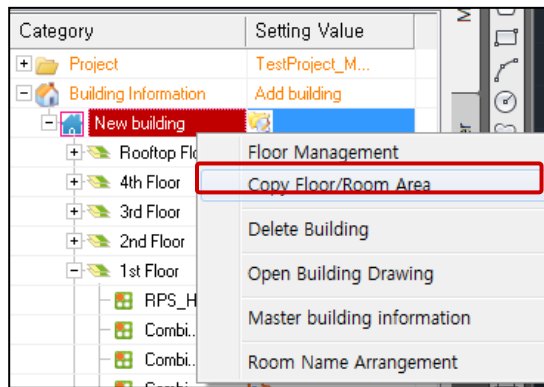 Category Setting Value
Project TestProject_M...
Building Information Add building
New building
Rooftop Flo
4th Floor
3rd Floor
2nd Floor
1st Floor
RPS_H
Combi..
Combi..
Floor Management
Copy Floor/Room Area
Delete Building
Open Building Drawing
Master building information
Room Name Arrangement